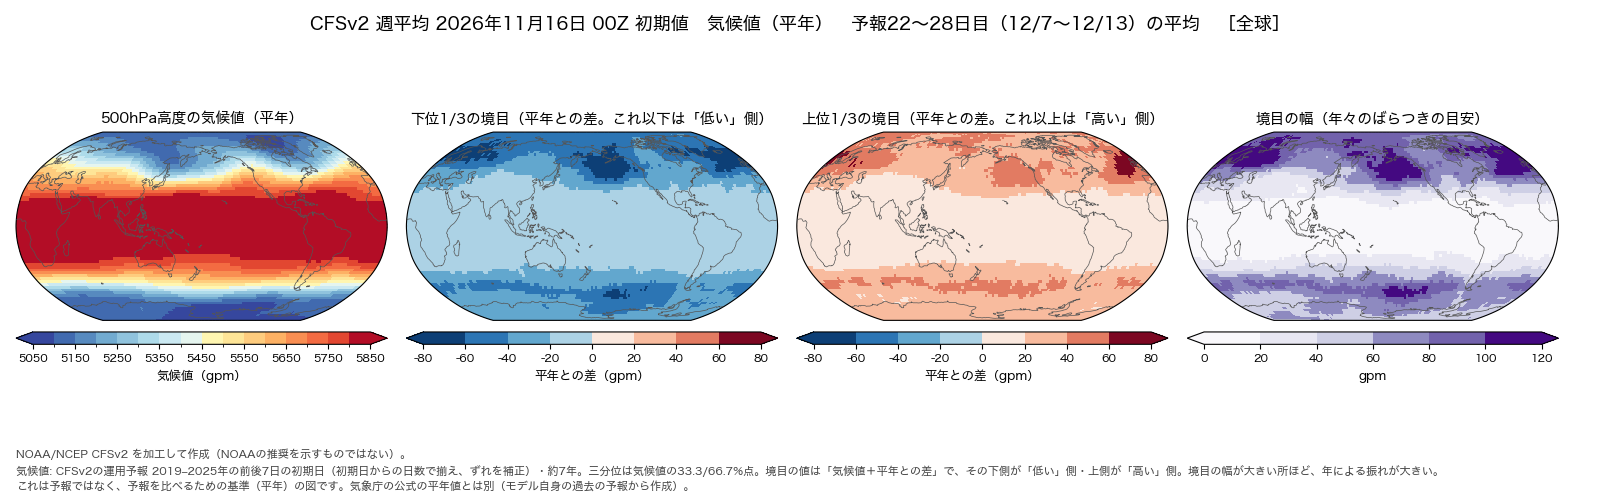 CFSv2 週平均 2026年11月16日 00Z 初期値　気候値（平年）　予報22〜28日目（12/7〜12/13）の平均　［全球］
500hPa高度の気候値（平年）
下位1/3の境目（平年との差。これ以下は「低い」側）
上位1/3の境目（平年との差。これ以上は「高い」側）
境目の幅（年々のばらつきの目安）
5050 5150 5250 5350 5450 5550 5650 5750 5850
気候値（gpm）
-80 -60 -40 -20 0 20 40 60 80
平年との差（gpm）
-80 -60 -40 -20 0 20 40 60 80
平年との差（gpm）
0 20 40 60 80 100 120
gpm
NOAA/NCEP CFSv2 を加工して作成（NOAAの推奨を示すものではない）。
気候値: CFSv2の運用予報 2019–2025年の前後7日の初期日（初期日からの日数で揃え、ずれを補正）・約7年。三分位は気候値の33.3/66.7%点。境目の値は「気候値＋平年との差」で、その下側が「低い」側・上側が「高い」側。境目の幅が大きい所ほど、年による振れが大きい。
これは予報ではなく、予報を比べるための基準（平年）の図です。気象庁の公式の平年値とは別（モデル自身の過去の予報から作成）。